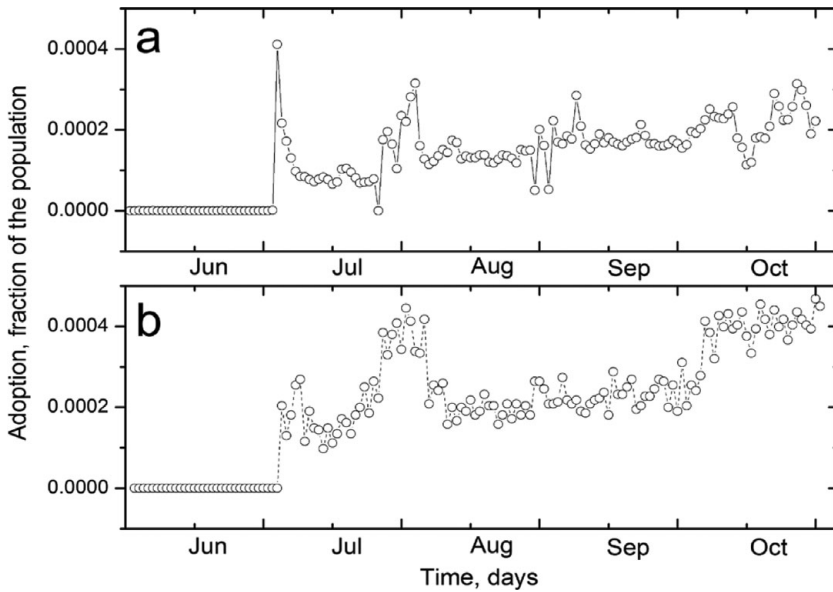 a
0.0004
0.0002
0.0000
Jun Jul Aug Sep Oct
b
0.0004
0.0002
0.0000
Jun Jul Aug Sep Oct
Time, days
Adoption, fraction of the population